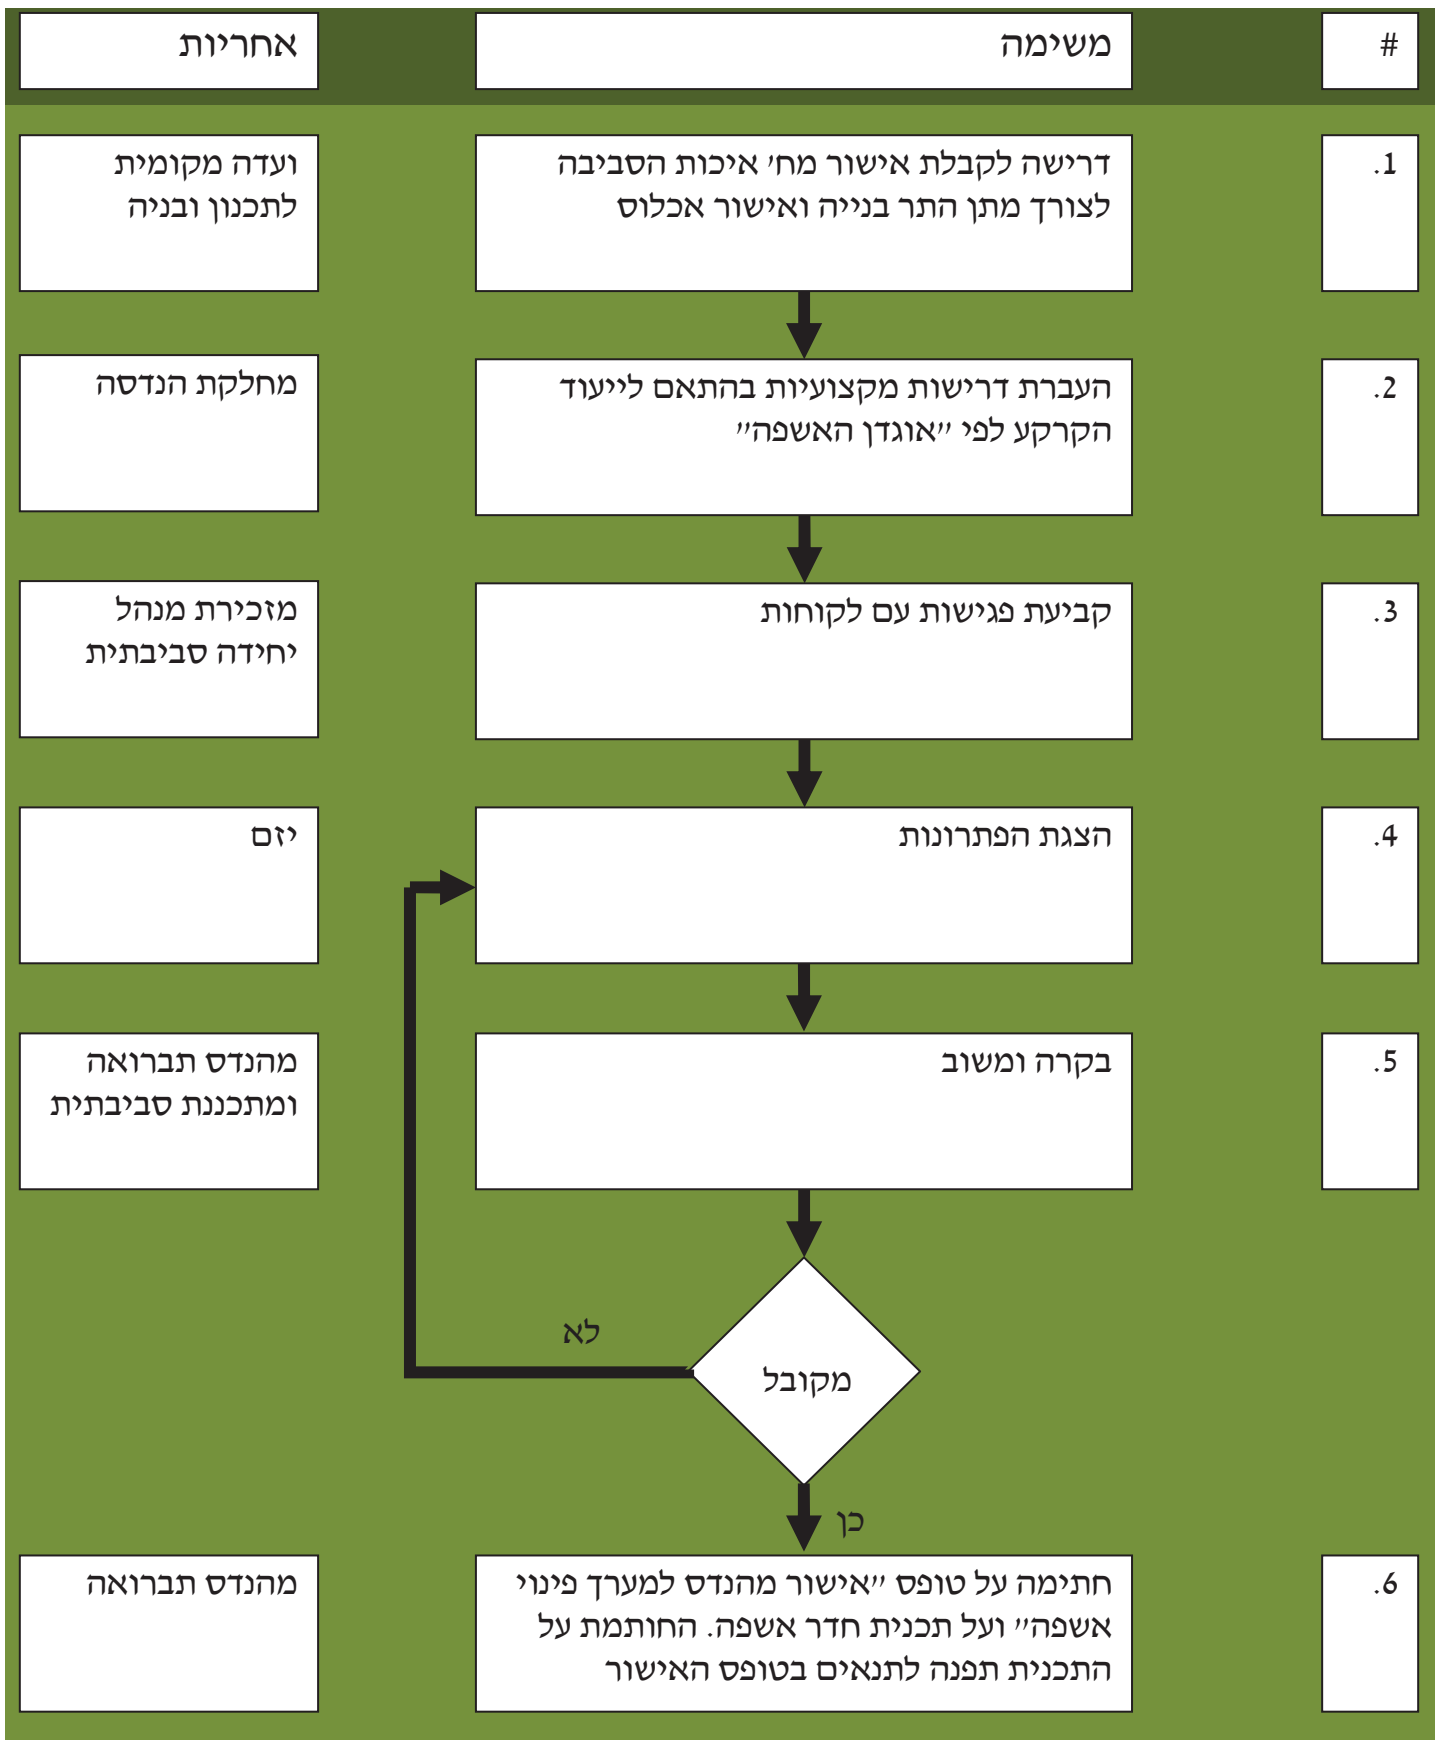 #
משימה
אחריות
1.
דרישה לקבלת אישור מח׳ איכות הסביבה
לצורך מתן התר בנייה ואישור אכלוס
ועדה מקומית
לתכנון ובניה
2.
העברת דרישות מקצועיות בהתאם לייעוד
הקרקע לפי ״אוגדן האשפה״
מחלקת הנדסה
3.
קביעת פגישות עם לקוחות
מזכירת מנהל
יחידה סביבתית
4.
הצגת הפתרונות
יזם
5.
בקרה ומשוב
מהנדס תברואה
ומתכננת סביבתית
לא
מקובל
כן
6.
חתימה על טופס ״אישור מהנדס למערך פינוי
אשפה״ ועל תכנית חדר אשפה. החותמת על
התכנית תפנה לתנאים בטופס האישור
מהנדס תברואה